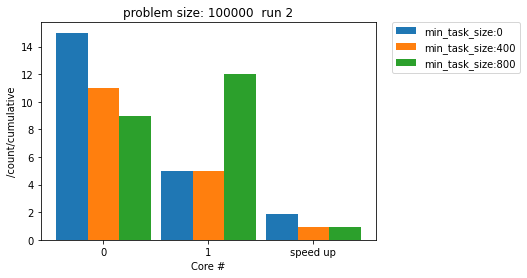 problem size: 100000  run 2
min_task_size:0
min_task_size:400
min_task_size:800
/count/cumulative
14
12
10
8
6
4
2
0
0 1 speed up
Core #